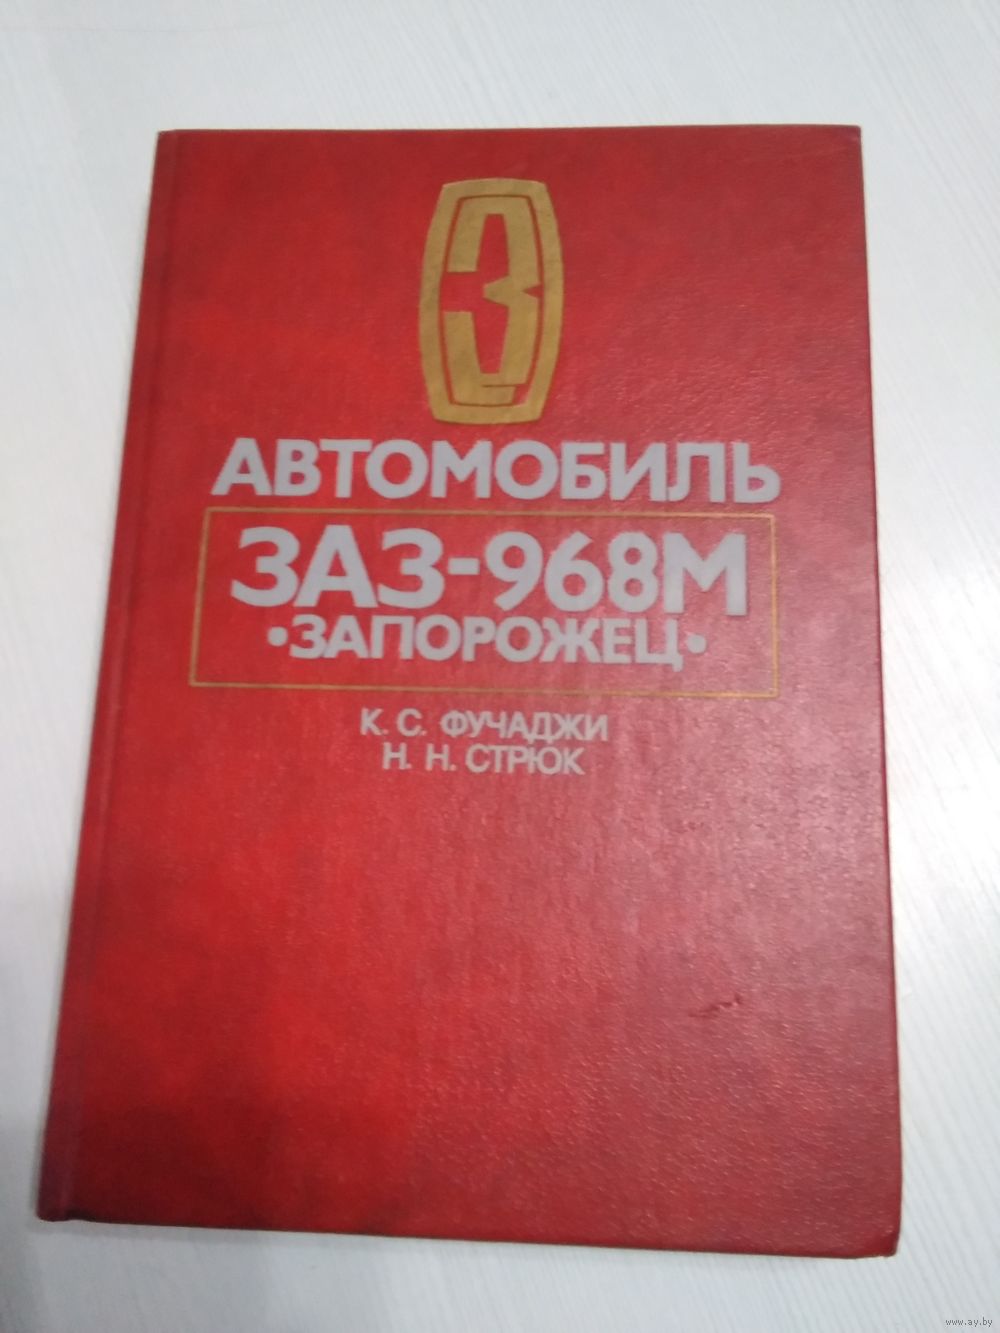 З
АВТОМОБИЛЬ
ЗАЗ-968М
•ЗАПОРОЖЕЦ•
К. С. ФУЧАДЖИ
Н. Н. СТРЮК
www.ay.by